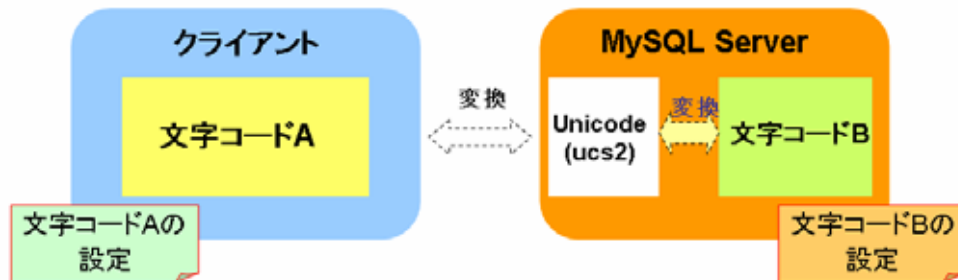 クライアント
MySQL Server
文字コードA
変換
Unicode
(ucs2)
変換
文字コードB
文字コードAの
設定
文字コードBの
設定